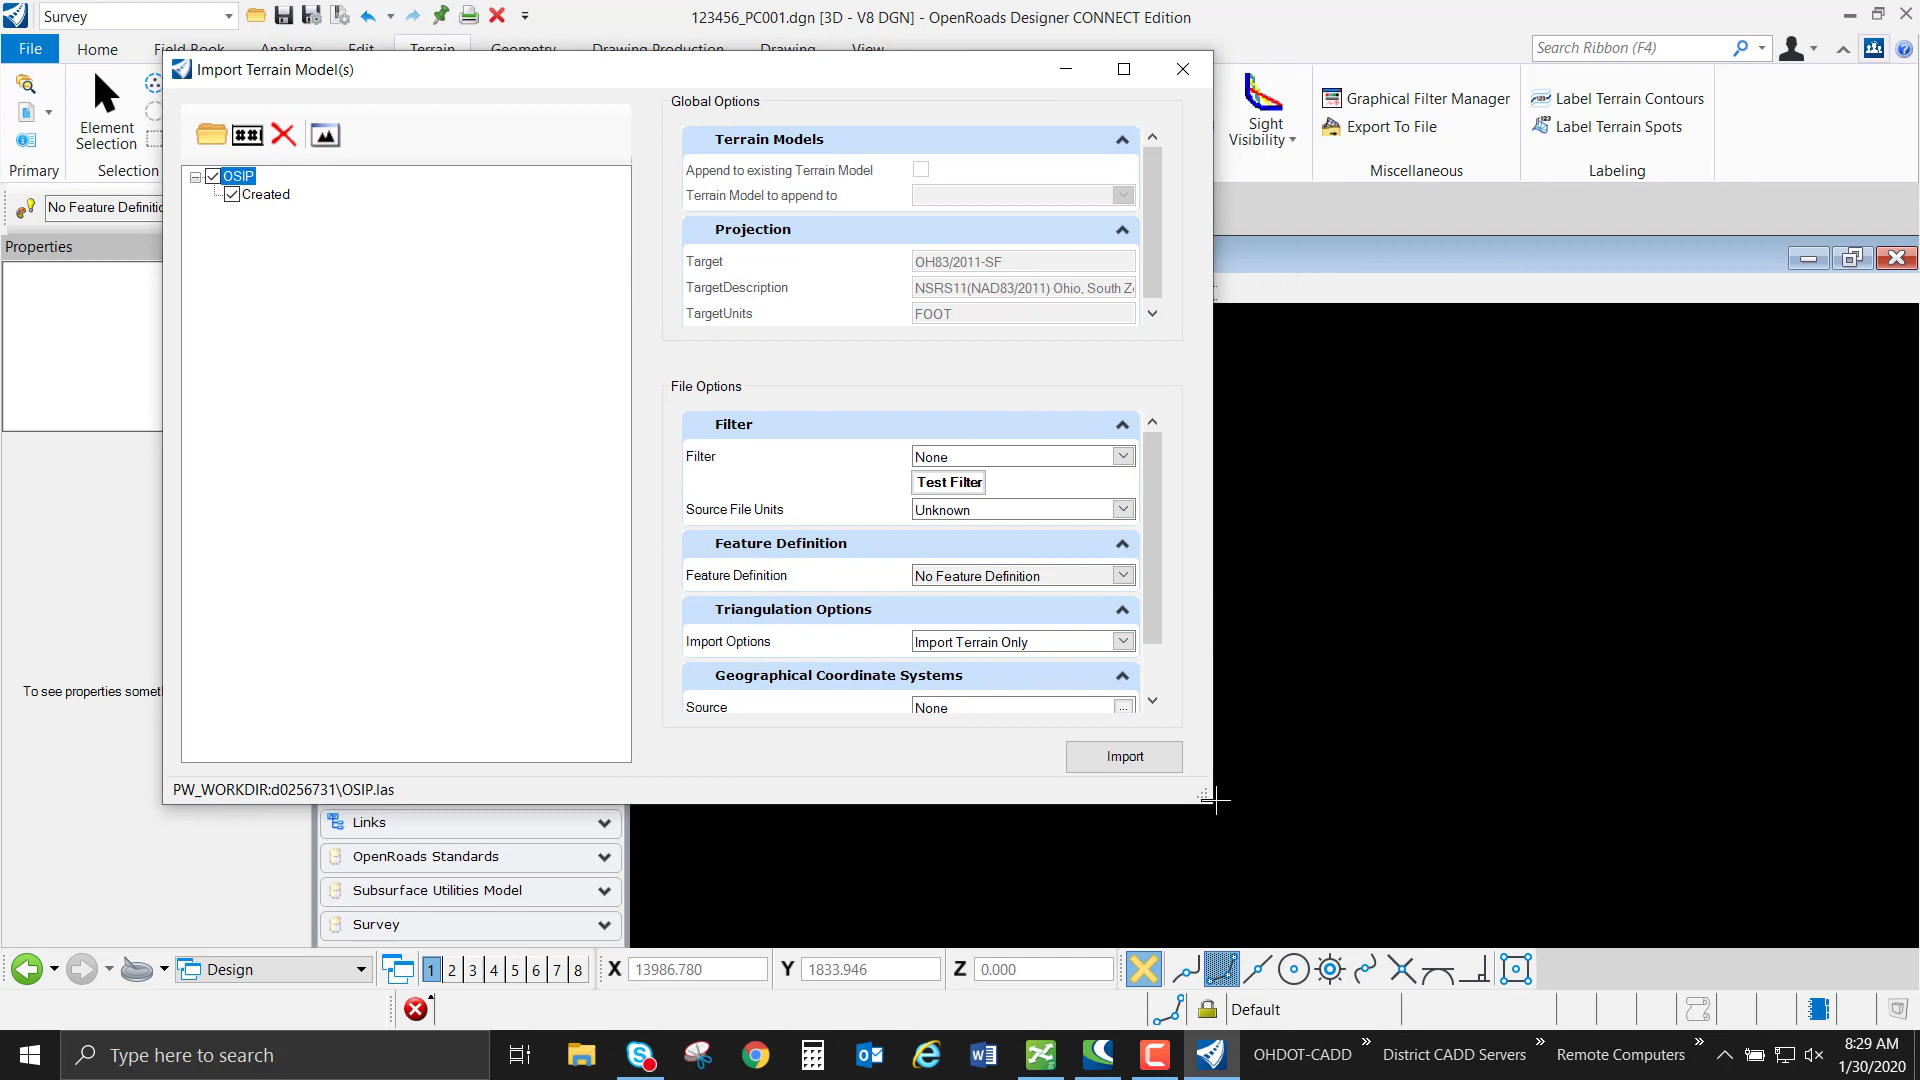 Survey
123456_PC001.dgn [3D - V8 DGN] - OpenRoads Designer CONNECT Edition
File Home Field Book Analyze Edit Terrain Geometry Drawing Production Drawing View
Search Ribbon (F4)
Import Terrain Model(s)
Element
Selection
Primary
Selection
No Feature Definitio
Properties
To see properties somet
OSIP
Created
Global Options
Terrain Models
Append to existing Terrain Model
Terrain Model to append to
Projection
Target OH83/2011-SF
TargetDescription NSRS11(NAD83/2011) Ohio, South Z
TargetUnits FOOT
File Options
Filter
Filter None
Test Filter
Source File Units Unknown
Feature Definition
Feature Definition No Feature Definition
Triangulation Options
Import Options Import Terrain Only
Geographical Coordinate Systems
Source None ...
Import
PW_WORKDIR:d0256731\OSIP.las
Sight
Visibility
Graphical Filter Manager
Export To File
Miscellaneous
Label Terrain Contours
Label Terrain Spots
Labeling
Links
OpenRoads Standards
Subsurface Utilities Model
Survey
Design 1 2 3 4 5 6 7 8 X 13986.780 Y 1833.946 Z 0.000
Default
Type here to search
OHDOT-CADD » District CADD Servers » Remote Computers »
8:29 AM
1/30/2020